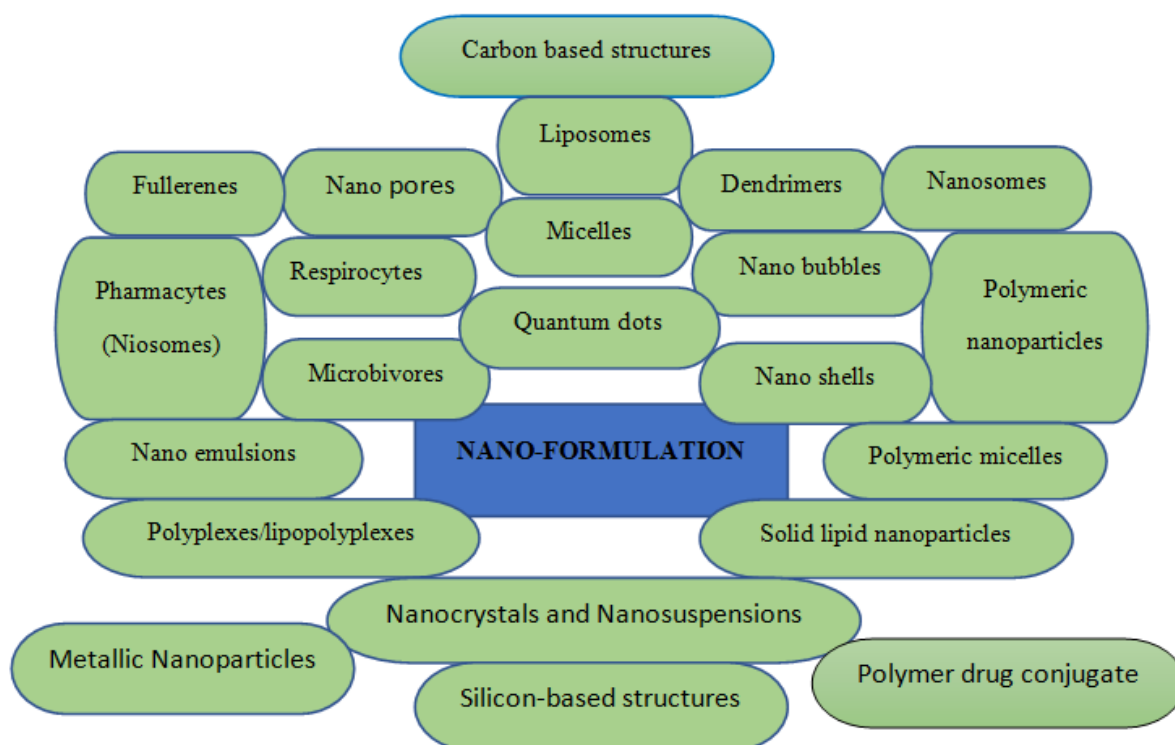 Carbon based structures
Liposomes
Fullerenes
Nano pores
Dendrimers
Nanosomes
Micelles
Respirocytes
Nano bubbles
Pharmacytes
(Niosomes)
Quantum dots
Polymeric
nanoparticles
Microbivores
Nano shells
Nano emulsions
NANO-FORMULATION
Polymeric micelles
Polyplexes/lipopolyplexes
Solid lipid nanoparticles
Nanocrystals and Nanosuspensions
Metallic Nanoparticles
Polymer drug conjugate
Silicon-based structures